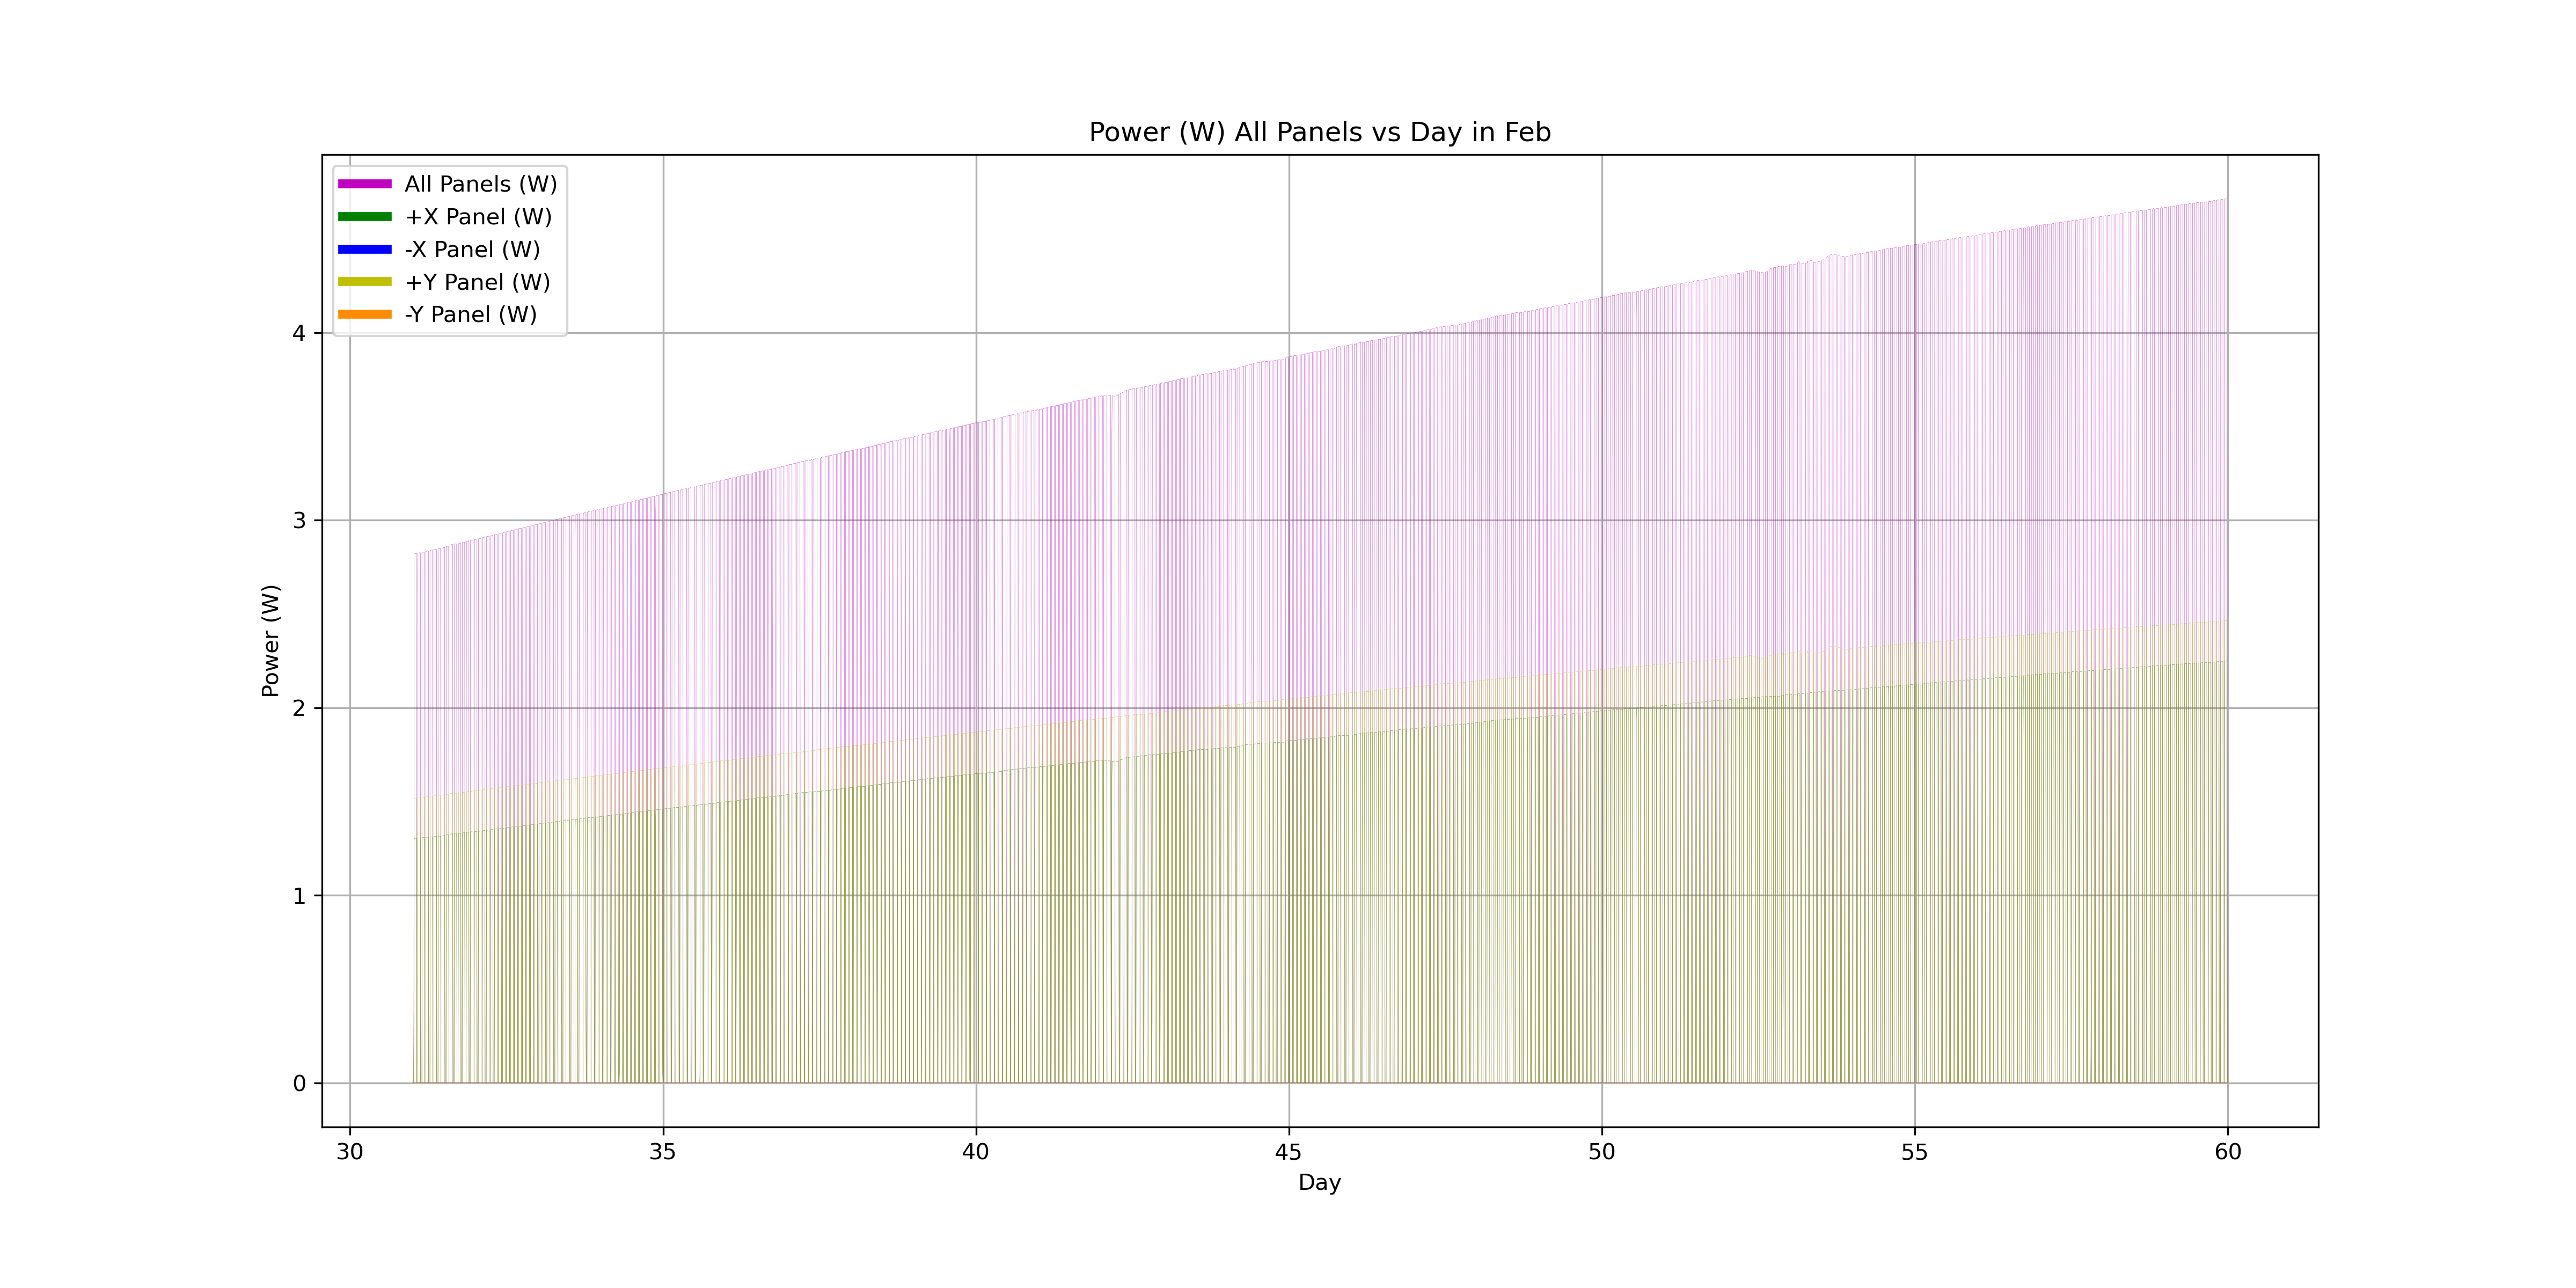 Power (W) All Panels vs Day in Feb
All Panels (W)
+X Panel (W)
-X Panel (W)
+Y Panel (W)
-Y Panel (W)
Power (W)
4
3
2
1
0
30 35 40 45 50 55 60
Day